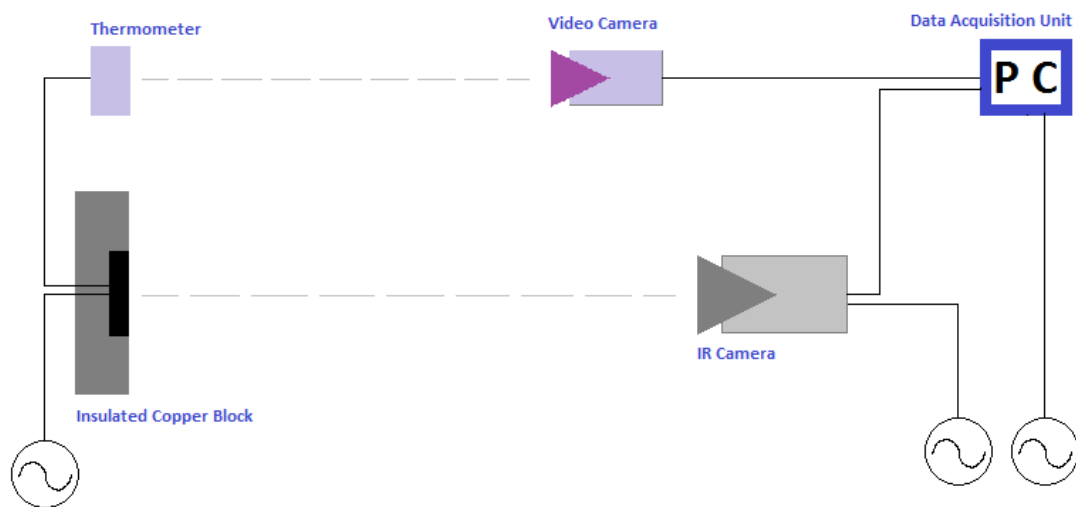 Thermometer
Video Camera
Data Acquisition Unit
P C
IR Camera
Insulated Copper Block